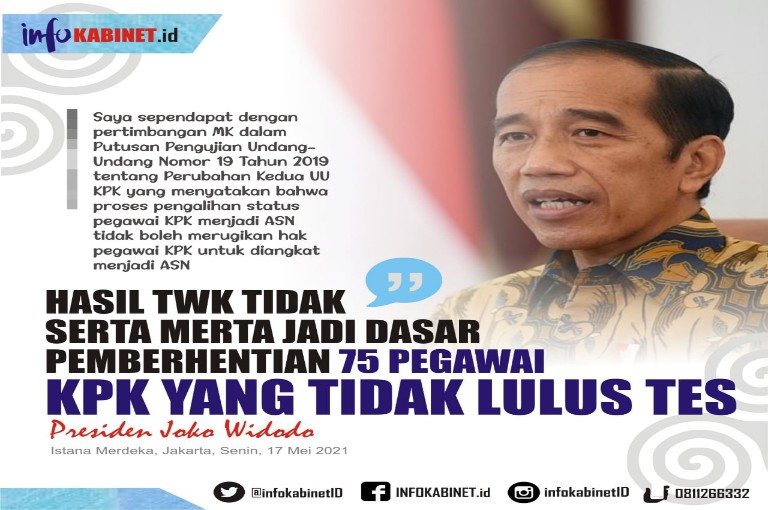 info KABINET.id
Saya sependapat dengan
pertimbangan MK dalam
Putusan Pengujian Undang-
Undang Nomor 19 Tahun 2019
tentang Perubahan Kedua UU
KPK yang menyatakan bahwa
proses pengalihan status
pegawai KPK menjadi ASN
tidak boleh merugikan hak
pegawai KPK untuk diangkat
menjadi ASN
HASIL TWK TIDAK
SERTA MERTA JADI DASAR
PEMBERHENTIAN 75 PEGAWAI
KPK YANG TIDAK LULUS TES
Presiden Joko Widodo
Istana Merdeka, Jakarta, Senin, 17 Mei 2021
@infokabinetID INFOKABINET.id infokabinetID 0811266332